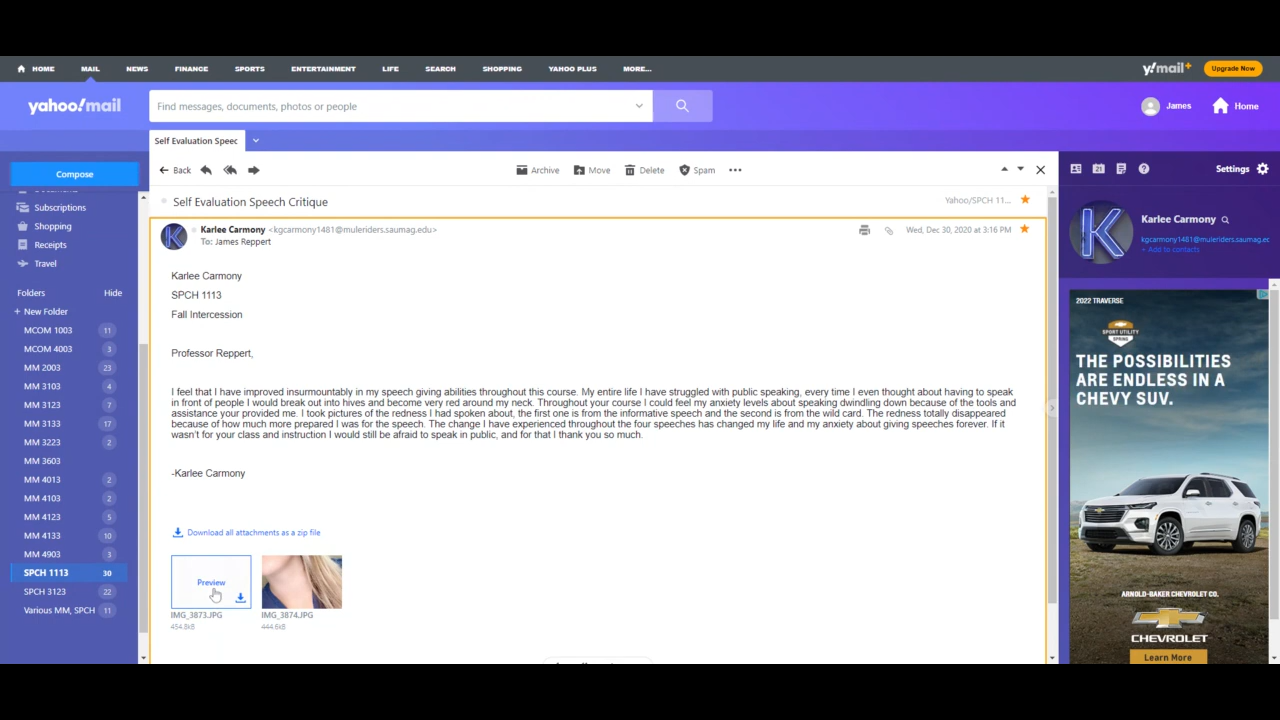 HOME MAIL NEWS FINANCE SPORTS ENTERTAINMENT LIFE SEARCH SHOPPING YAHOO PLUS MORE... y!mail+ Upgrade Now
yahoo!mail Find messages, documents, photos or people James Home
Self Evaluation Speec
Compose Back Archive Move Delete Spam ••• Settings
Subscriptions
Shopping
Receipts
Travel
Folders Hide
+ New Folder
MCOM 1003 11
MCOM 4003 3
MM 2003 23
MM 3103 4
MM 3123 7
MM 3133 17
MM 3223 2
MM 3603
MM 4013 2
MM 4103 2
MM 4123 5
MM 4133 10
MM 4903 3
SPCH 1113 30
SPCH 3123 22
Various MM, SPCH 11
Self Evaluation Speech Critique Yahoo/SPCH 11...
K Karlee Carmony <kgcarmony1481@muleriders.saumag.edu> Wed, Dec 30, 2020 at 3:16 PM
To: James Reppert
Karlee Carmony
SPCH 1113
Fall Intercession
Professor Reppert,
I feel that I have improved insurmountably in my speech giving abilities throughout this course. My entire life I have struggled with public speaking, every time I even thought about having to speak
in front of people I would break out into hives and become very red around my neck. Throughout your course I could feel my anxiety levels about speaking dwindling down because of the tools and
assistance your provided me. I took pictures of the redness I had spoken about, the first one is from the informative speech and the second is from the wild card. The redness totally disappeared
because of how much more prepared I was for the speech. The change I have experienced throughout the four speeches has changed my life and my anxiety about giving speeches forever. If it
wasn't for your class and instruction I would still be afraid to speak in public, and for that I thank you so much.
-Karlee Carmony
Download all attachments as a zip file
Preview
IMG_3873.JPG IMG_3874.JPG
454.8kB 444.6kB
K Karlee Carmony
kgcarmony1481@muleriders.saumag.ec
+ Add to contacts
2022 TRAVERSE
CHEVROLET
SPORT UTILITY
SPRING
THE POSSIBILITIES
ARE ENDLESS IN A
CHEVY SUV.
ARNOLD-BAKER CHEVROLET CO.
CHEVROLET
Learn More